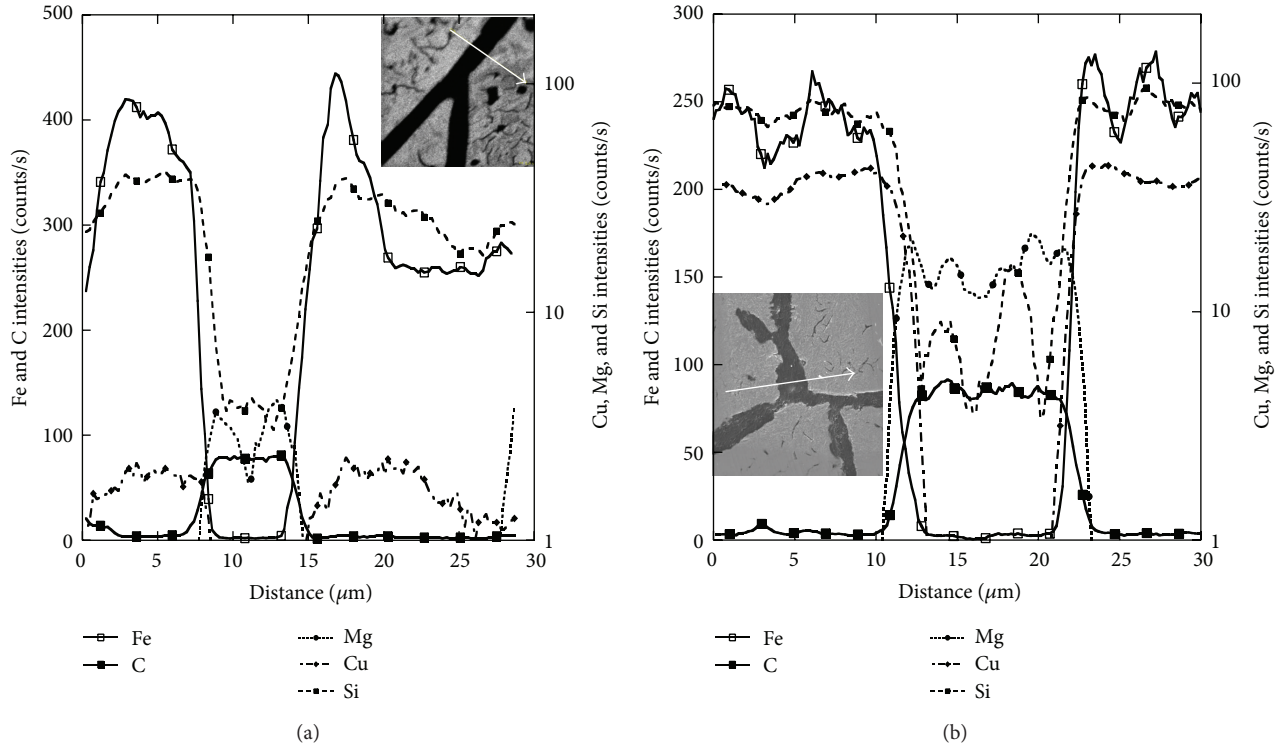 500
400
300
200
100
0
Fe and C intensities (counts/s)
100
10
1
Cu, Mg, and Si intensities (counts/s)
0 5 10 15 20 25 30
Distance (μm)
Fe
C
Mg
Cu
Si
(a)
300
250
200
150
100
50
0
Fe and C intensities (counts/s)
100
10
1
Cu, Mg, and Si intensities (counts/s)
0 5 10 15 20 25 30
Distance (μm)
Fe
C
Mg
Cu
Si
(b)